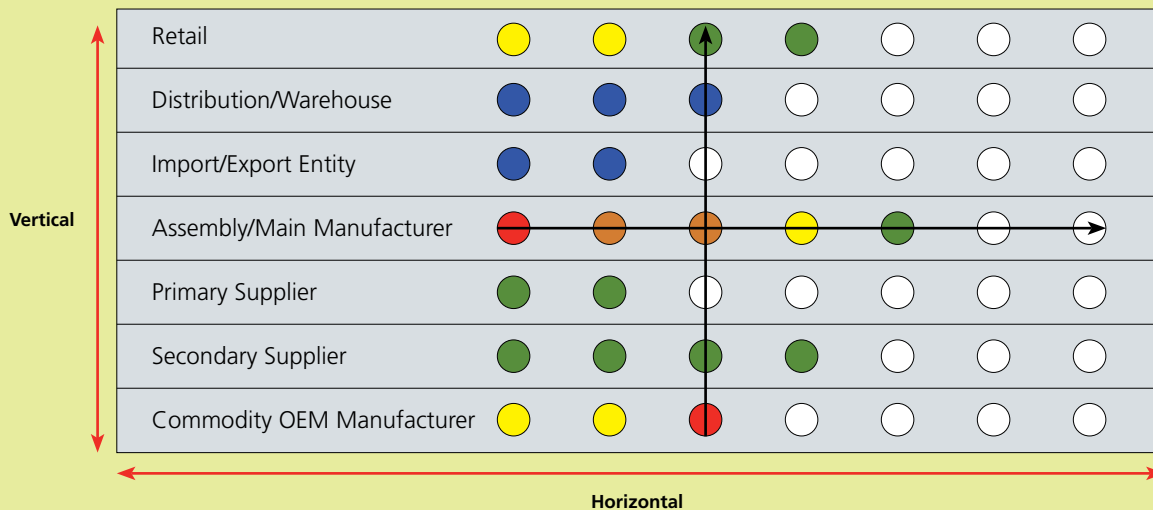 Retail
Distribution/Warehouse
Import/Export Entity
Vertical
Assembly/Main Manufacturer
Primary Supplier
Secondary Supplier
Commodity OEM Manufacturer
Horizontal